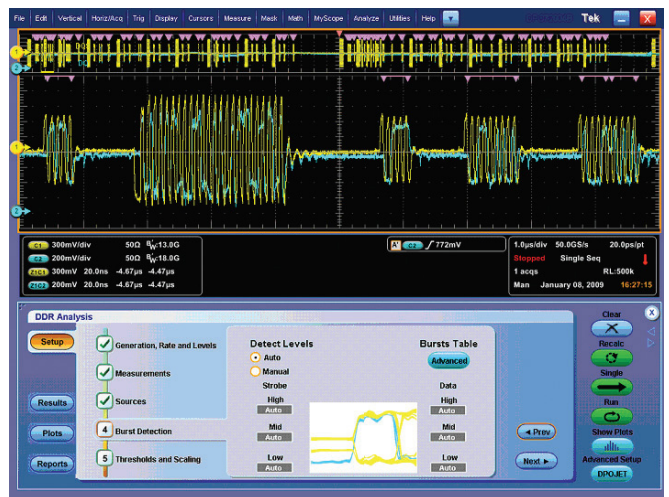 File Edit Vertical Horiz/Acq Trig Display Cursors Measure Mask Math MyScope Analyze Utilities Help Tek X
1
2
1
2
C1 300mV/div 50Ω BW:13.0G
C2 300mV/div 50Ω BW:18.0G
Z1C1 300mV 20.0ns -4.67µs -4.47µs
Z1C2 200mV 20.0ns -4.67µs -4.47µs
A' C2 772mV
1.0µs/div 50.0GS/s 20.0ps/pt
Stopped Single Seq
1 acqs RL:500k
Man January 08, 2009 16:27:15
DDR Analysis
Setup
Results
Plots
Reports
Generation, Rate and Levels
Measurements
Sources
4 Burst Detection
5 Thresholds and Scaling
Detect Levels
Auto
Manual
Strobe
High
Auto
Mid
Auto
Low
Auto
Bursts Table
Advanced
Data
High
Auto
Mid
Auto
Low
Auto
Prev
Next
Clear
X
Recalc
Single
Run
Show Plots
Advanced Setup
DPOJET